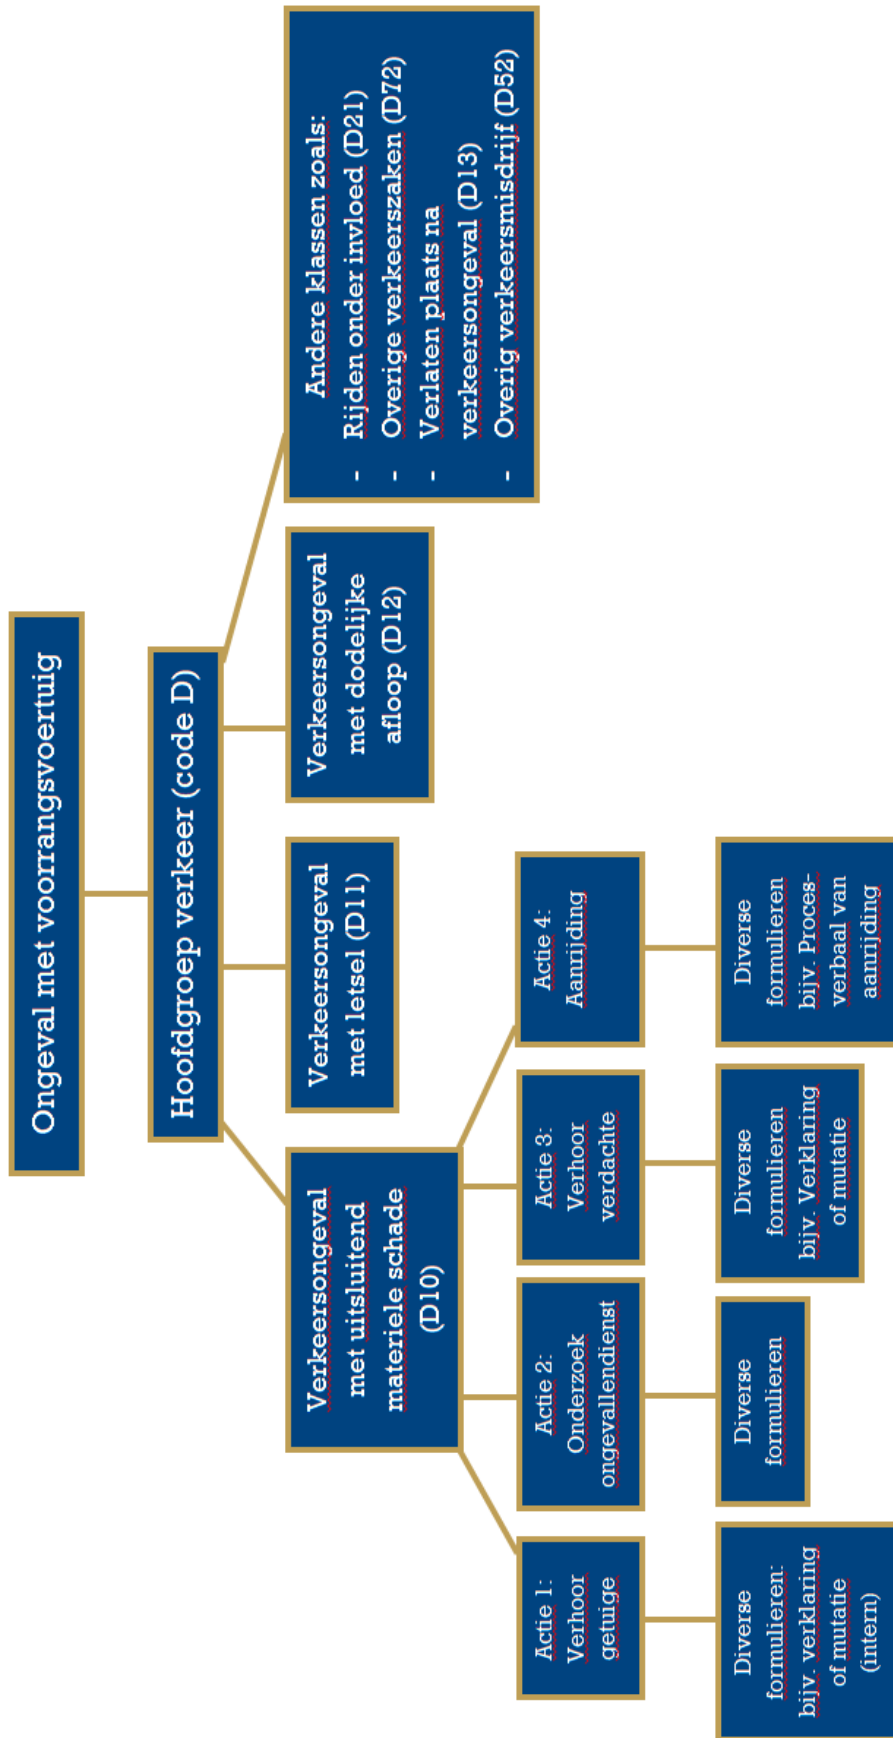 Ongeval met voorrangsvoertuig
Hoofdgroep verkeer (code D)
Verkeersongeval
met uitsluitend
materiele schade
(D10)
Verkeersongeval
met letsel (D11)
Verkeersongeval
met dodelijke
afloop (D12)
Andere klassen zoals:
- Rijden onder invloed (D21)
- Overige verkeerszaken (D72)
- Verlaten plaats na
verkeersongeval (D13)
- Overig verkeersmisdrijf (D52)
Actie 1:
Verhoor
getuige
Actie 2:
Onderzoek
ongevallendienst
Actie 3:
Verhoor
verdachte
Actie 4:
Aanrijding
Diverse
formulieren:
bijv. verklaring
of mutatie
(intern)
Diverse
formulieren
Diverse
formulieren
bijv. Verklaring
of mutatie
Diverse
formulieren
bijv. Proces-
verbaal van
aanrijding